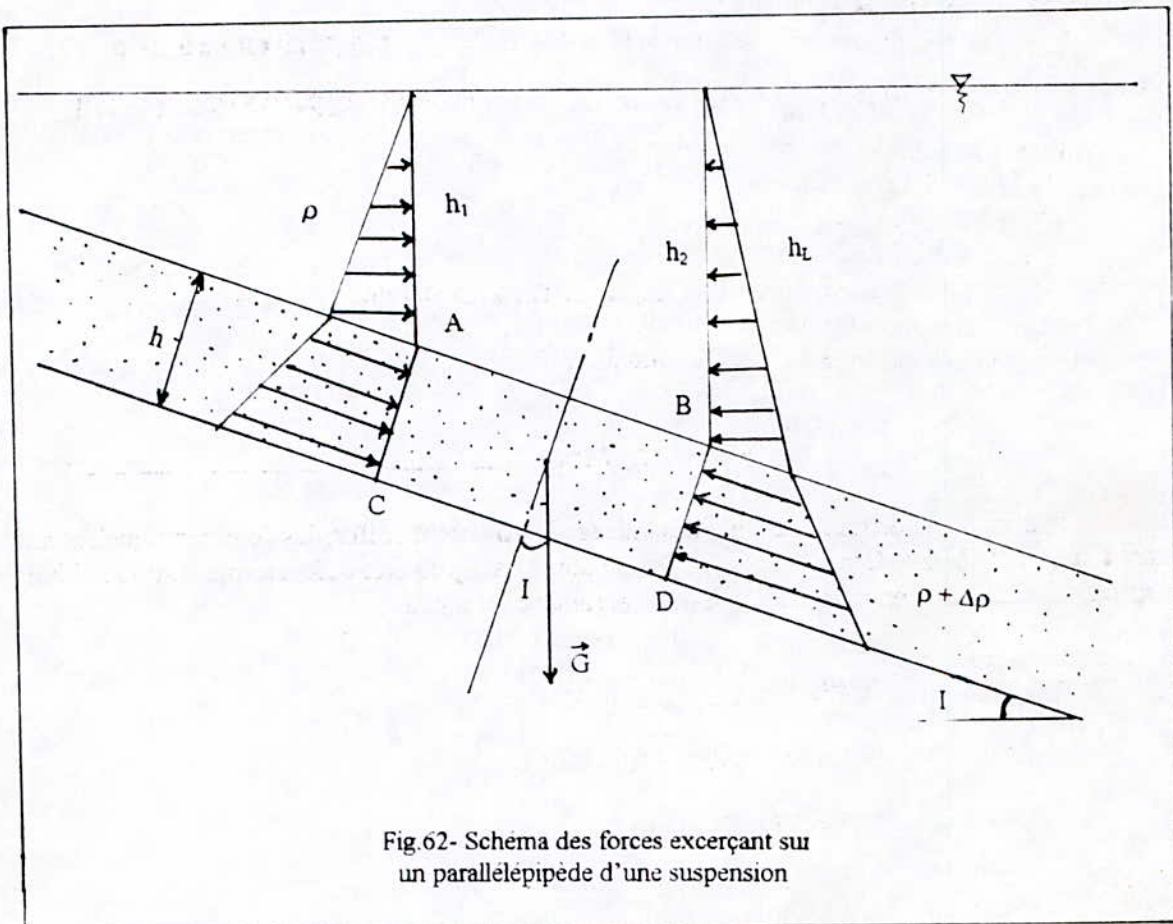 ρ
h₁
h₂
h_L
A
h
B
C
I
D
G⃗
ρ + Δρ
I
Fig.62- Schéma des forces excerçant sur
un parallélépipède d'une suspension